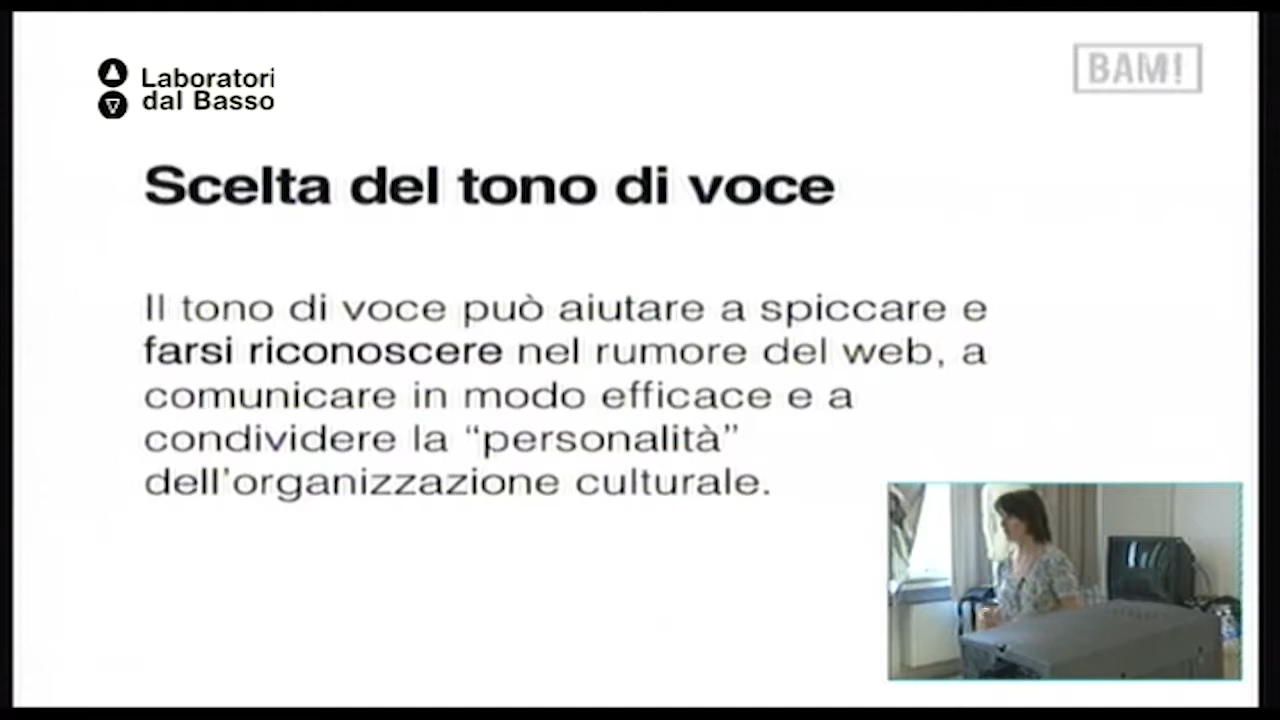 Laboratori
dal Basso
BAM!
Scelta del tono di voce
Il tono di voce può aiutare a spiccare e
farsi riconoscere nel rumore del web, a
comunicare in modo efficace e a
condividere la “personalità”
dell’organizzazione culturale.